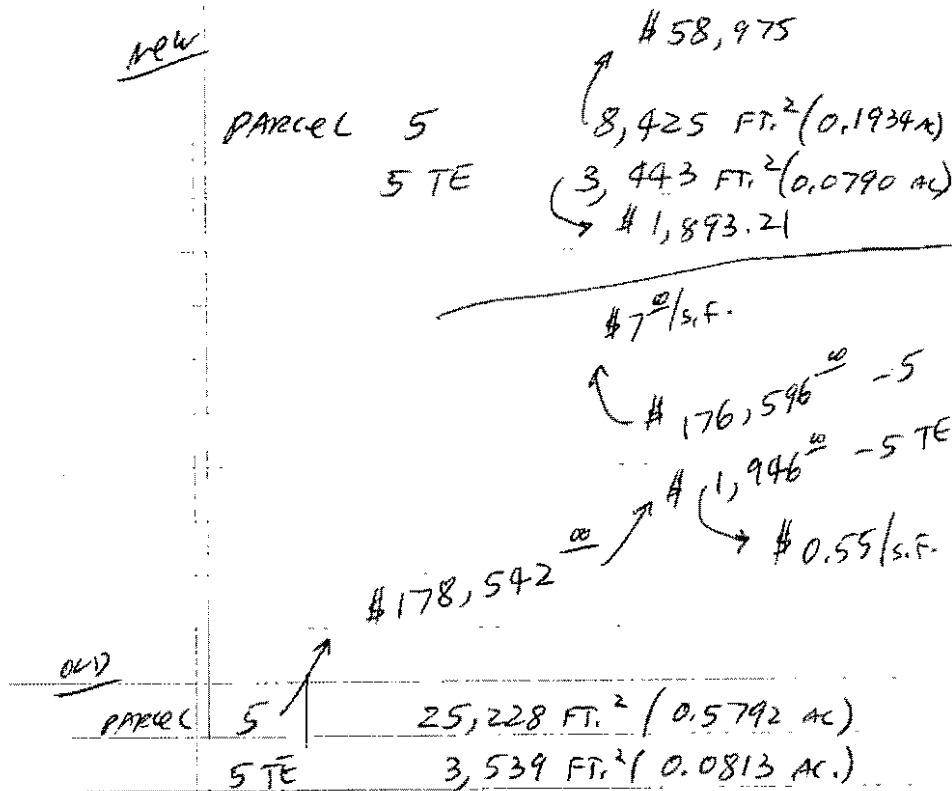 $58,975
New
PARCEL 5 8,425 FT.² (0.1934 AC)
5 TE 3,443 FT.² (0.0790 AC)
$1,893.21
$7.00/S.F.
$176,596.00 - 5
$1,946.00 - 5 TE
$0.55/S.F.
$178,542.00
OLD
PARCEL 5 25,228 FT.² (0.5792 AC)
5 TE 3,539 FT.² (0.0813 AC.)